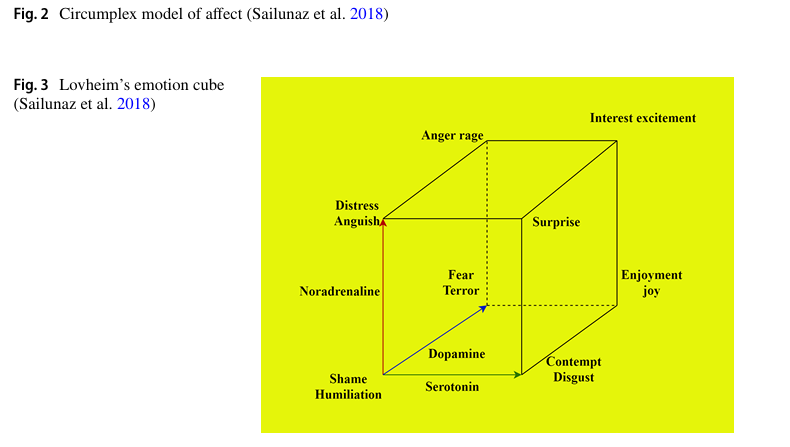 Fig. 2 Circumplex model of affect (Sailunaz et al. 2018)
Fig. 3 Lovheim's emotion cube
(Sailunaz et al. 2018)
Interest excitement
Anger rage
Distress
Anguish
Surprise
Fear
Terror
Enjoyment
joy
Noradrenaline
Dopamine
Contempt
Disgust
Shame
Humiliation
Serotonin